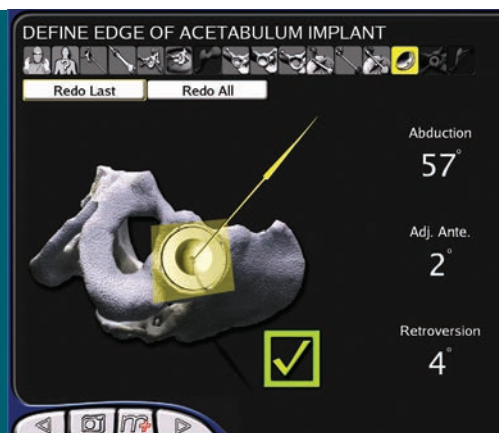 DEFINE EDGE OF ACETABULUM IMPLANT
Redo Last
Redo All
Abduction
57°
Adj. Ante.
2°
Retroversion
4°
m+